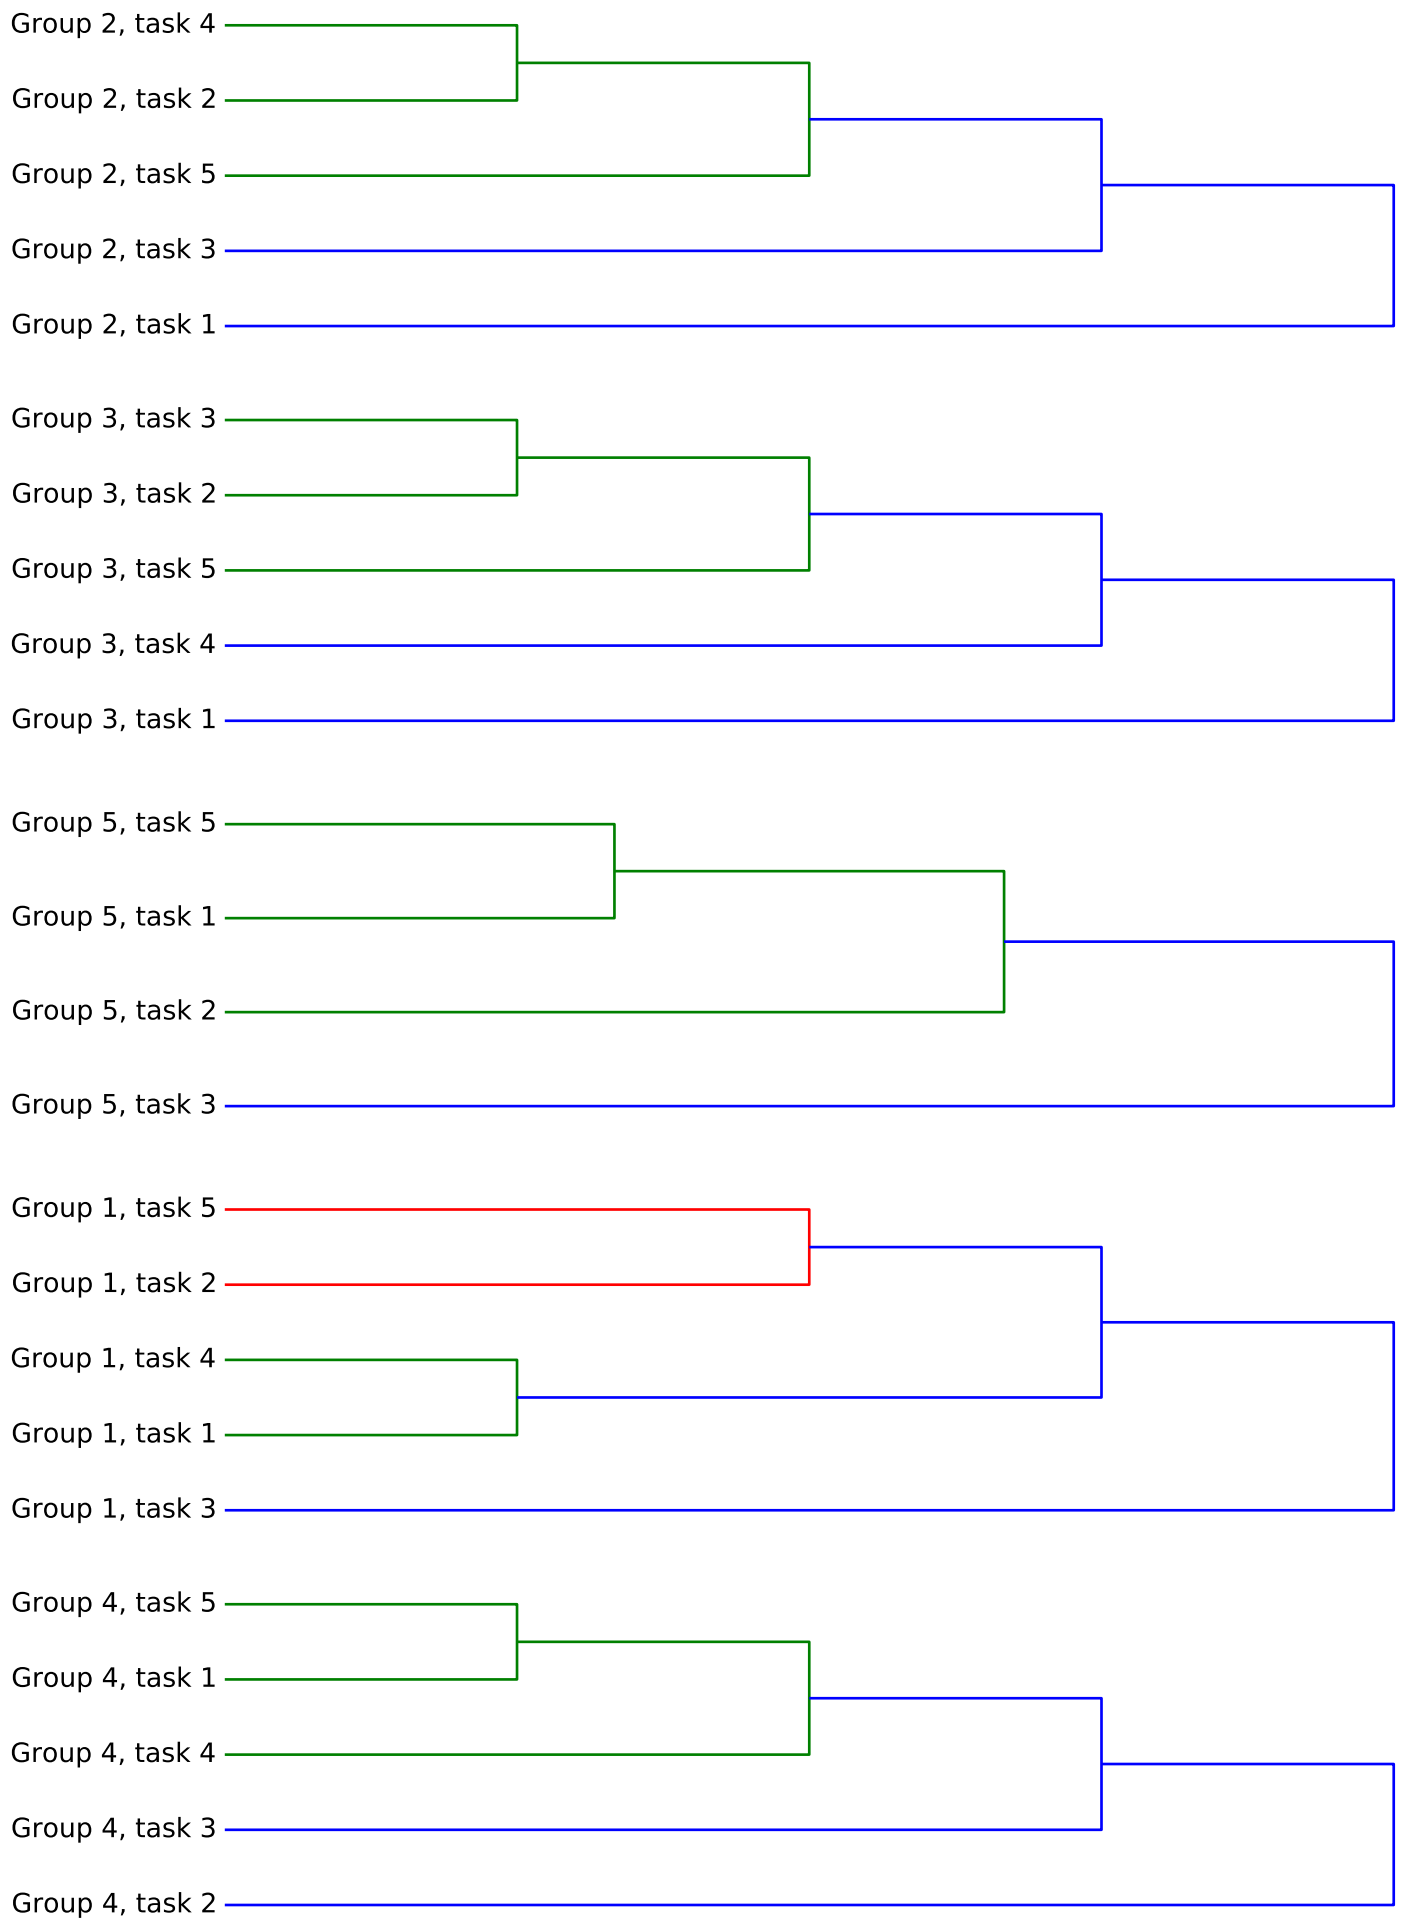 Group 2, task 4
Group 2, task 2
Group 2, task 5
Group 2, task 3
Group 2, task 1
Group 3, task 3
Group 3, task 2
Group 3, task 5
Group 3, task 4
Group 3, task 1
Group 5, task 5
Group 5, task 1
Group 5, task 2
Group 5, task 3
Group 1, task 5
Group 1, task 2
Group 1, task 4
Group 1, task 1
Group 1, task 3
Group 4, task 5
Group 4, task 1
Group 4, task 4
Group 4, task 3
Group 4, task 2